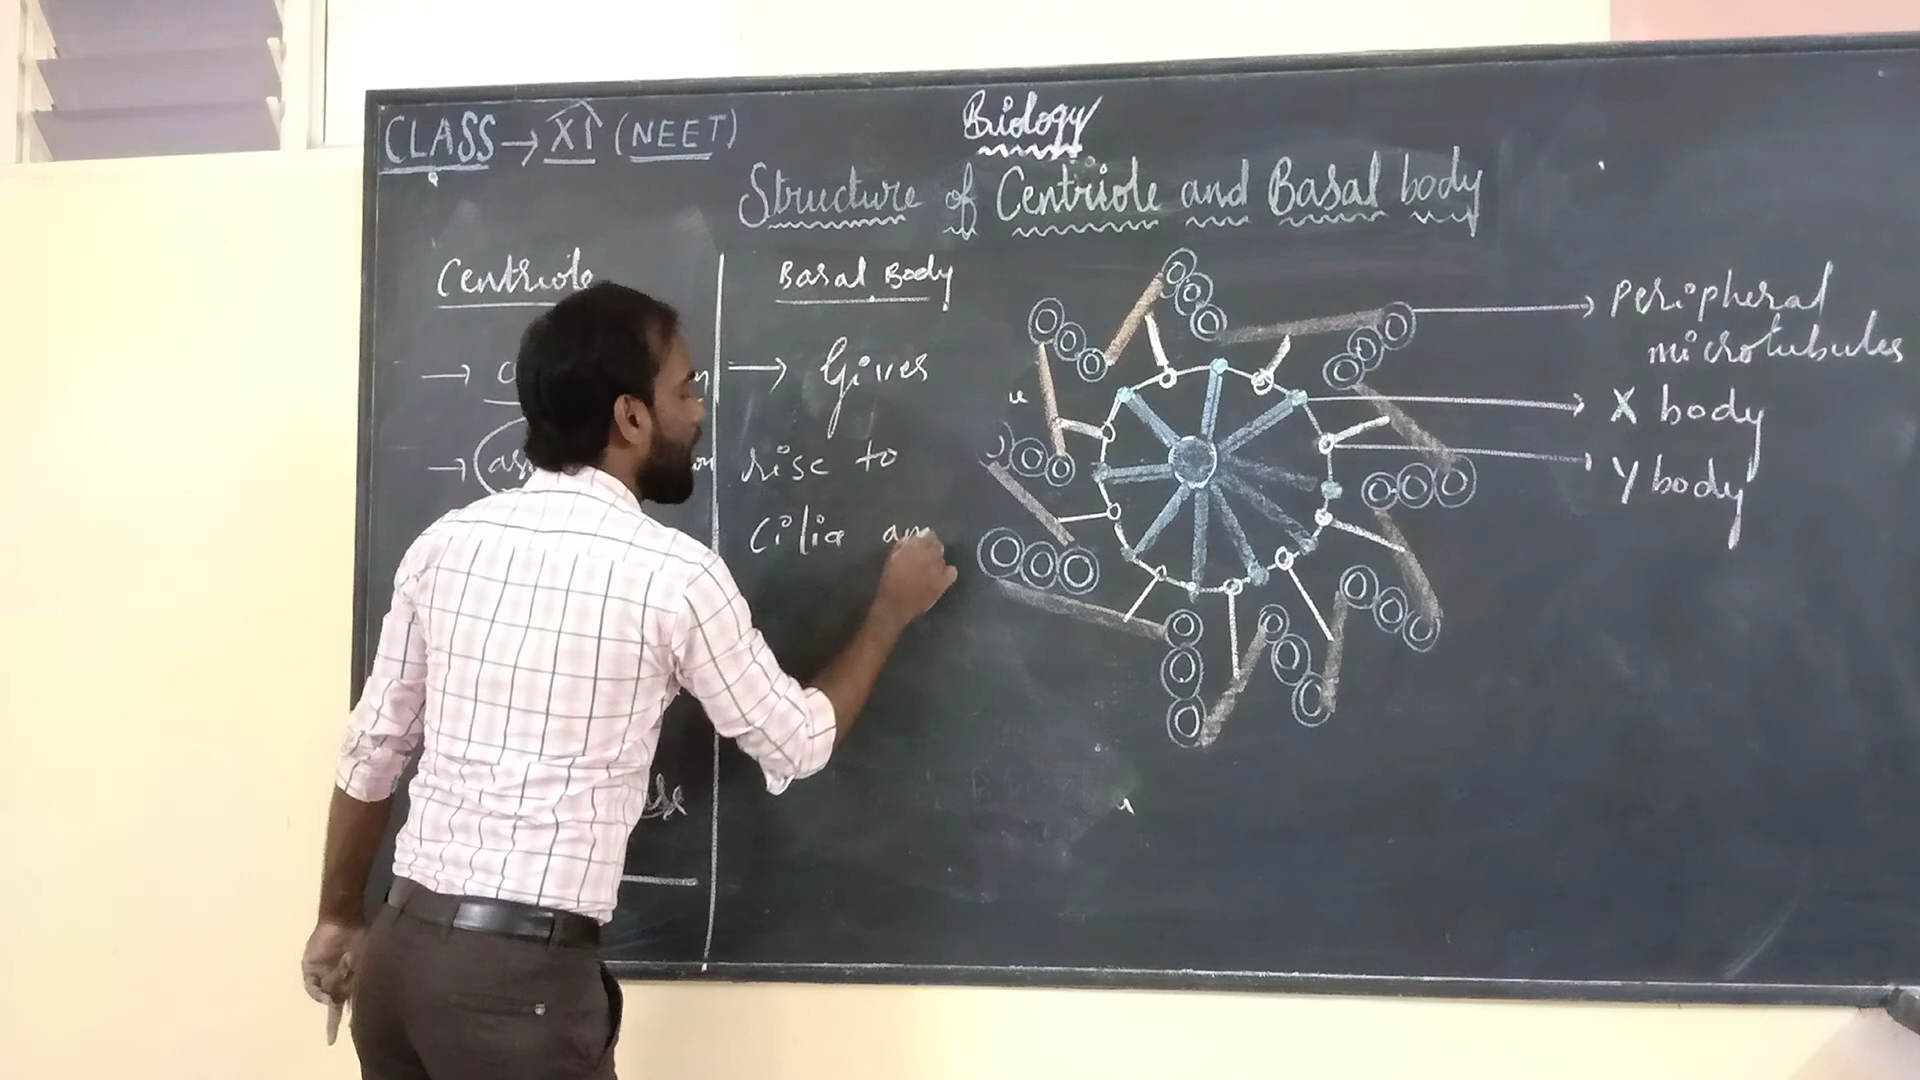 CLASS → XI (NEET)
Biology
Structure of Centriole and Basal body
Centriole
Basal Body
→ Gives
rise to
Cilia an
Peripheral
microtubules
X body
Y body